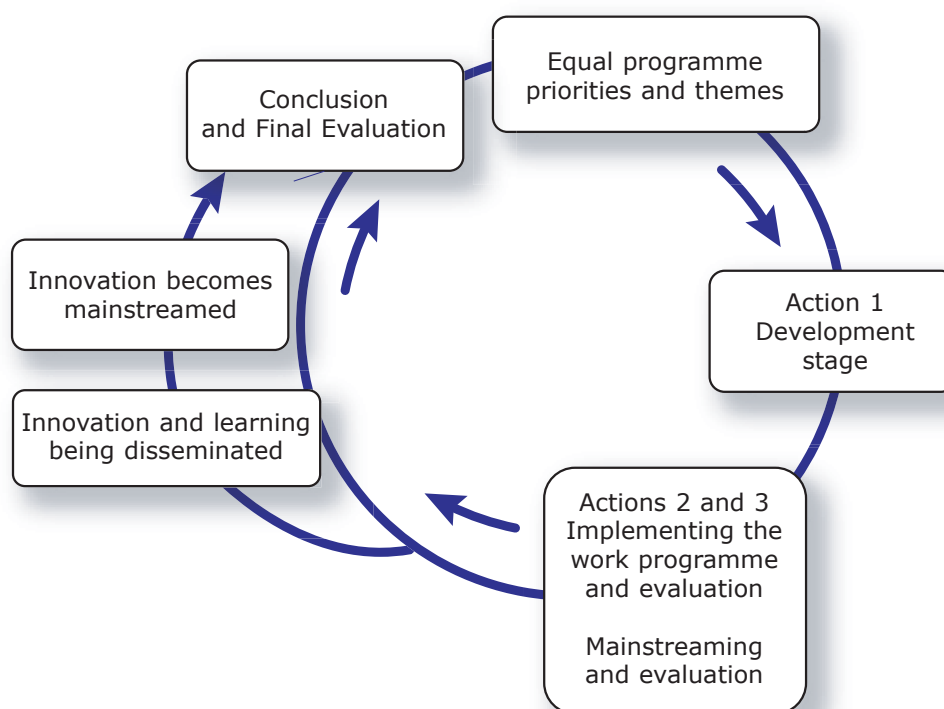 Equal programme
priorities and themes
Conclusion
and Final Evaluation
Innovation becomes
mainstreamed
Action 1
Development
stage
Innovation and learning
being disseminated
Actions 2 and 3
Implementing the
work programme
and evaluation
Mainstreaming
and evaluation